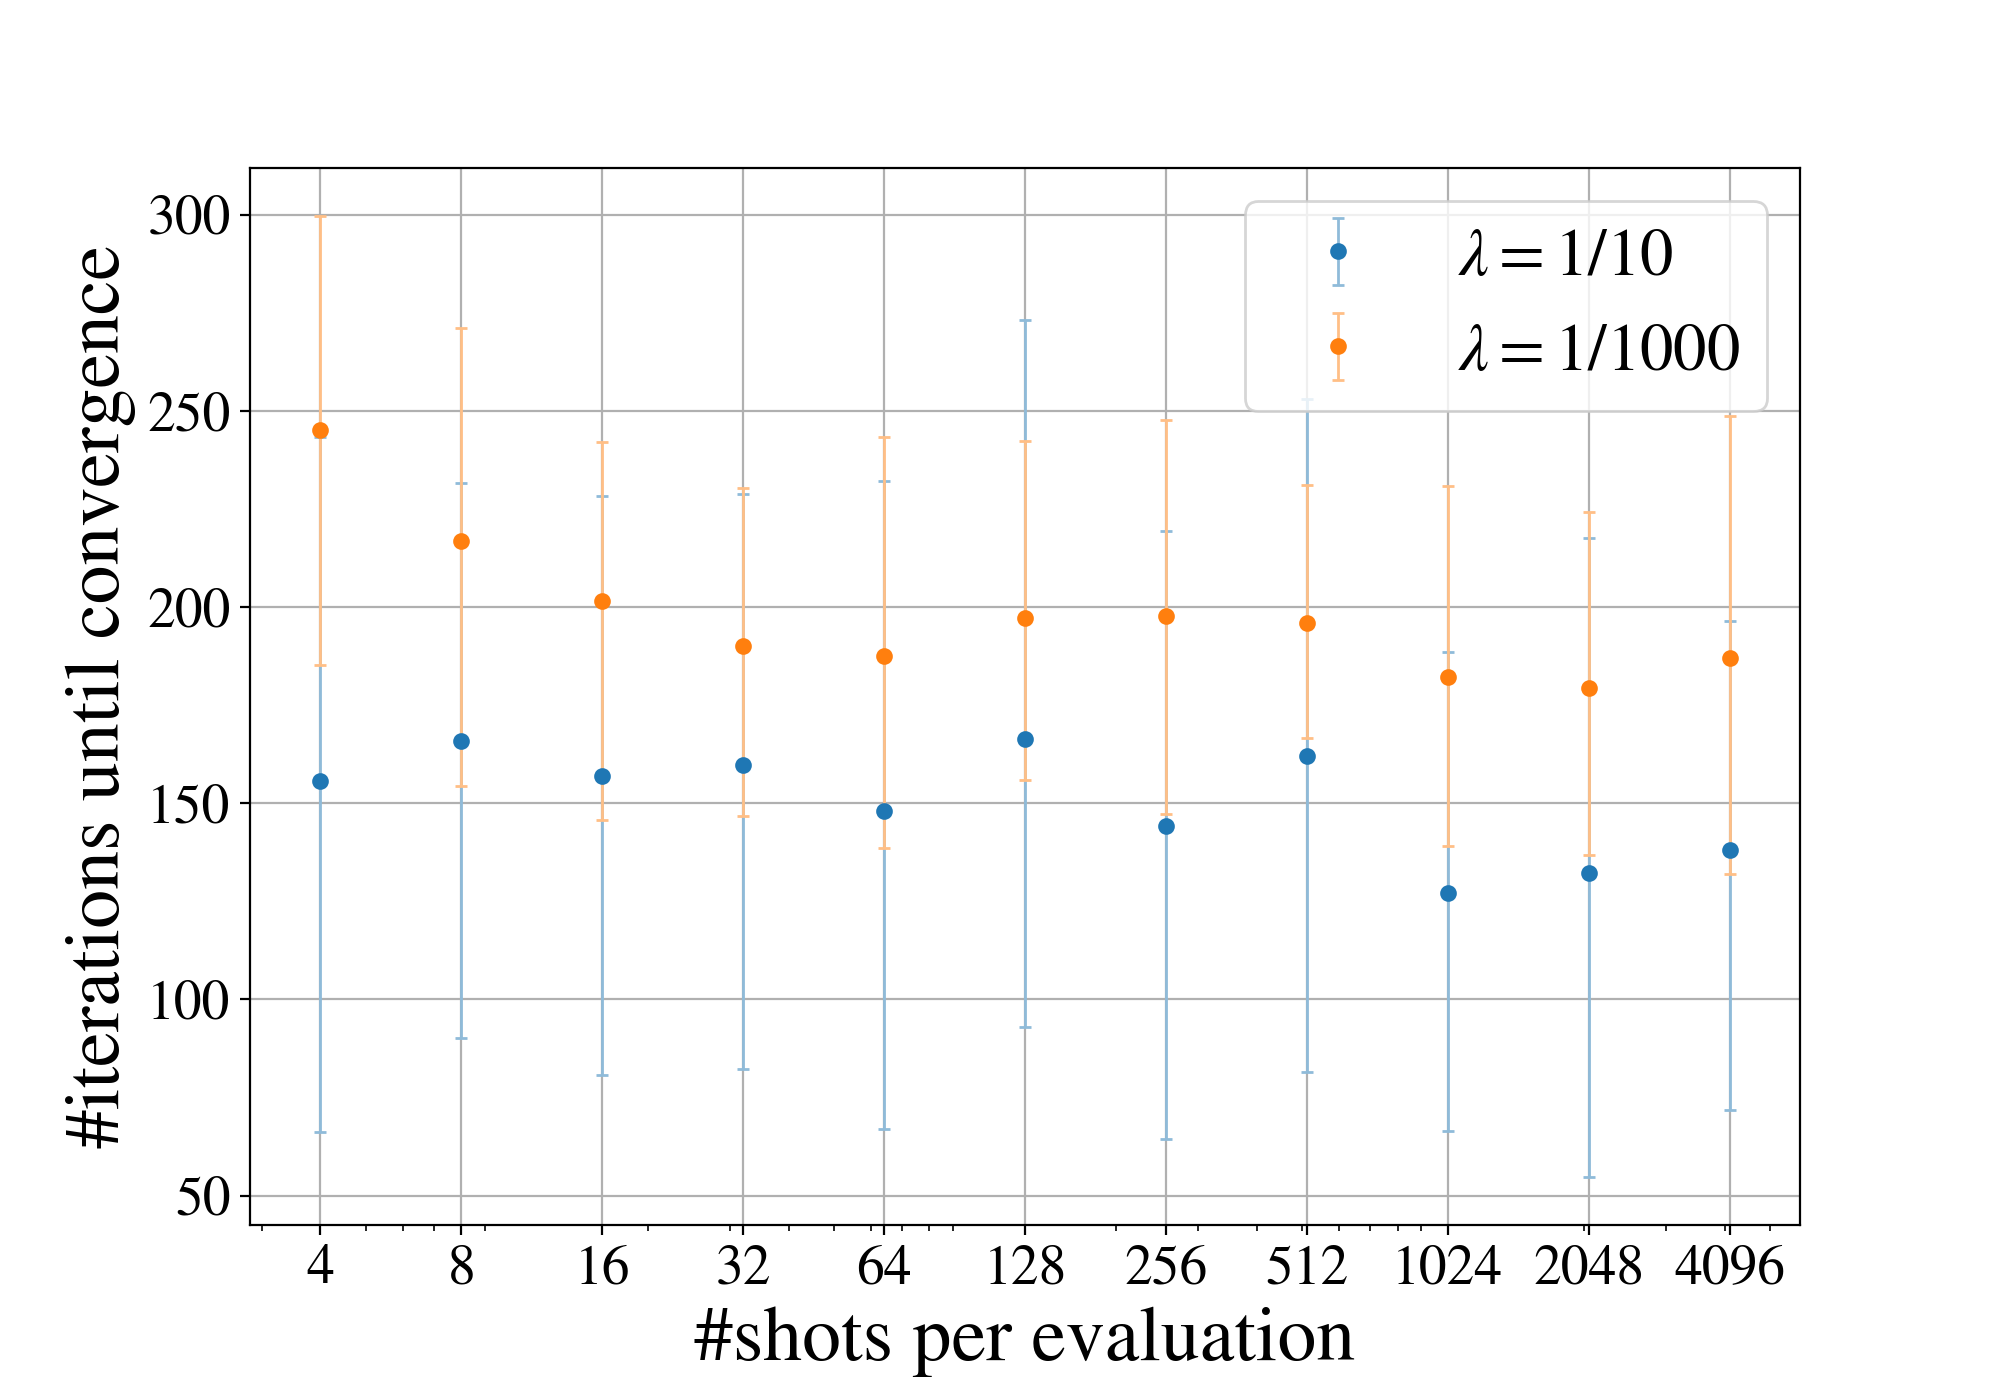 300
250
200
150
100
50
#iterations until convergence
λ = 1/10
λ = 1/1000
4 8 16 32 64 128 256 512 1024 2048 4096
#shots per evaluation